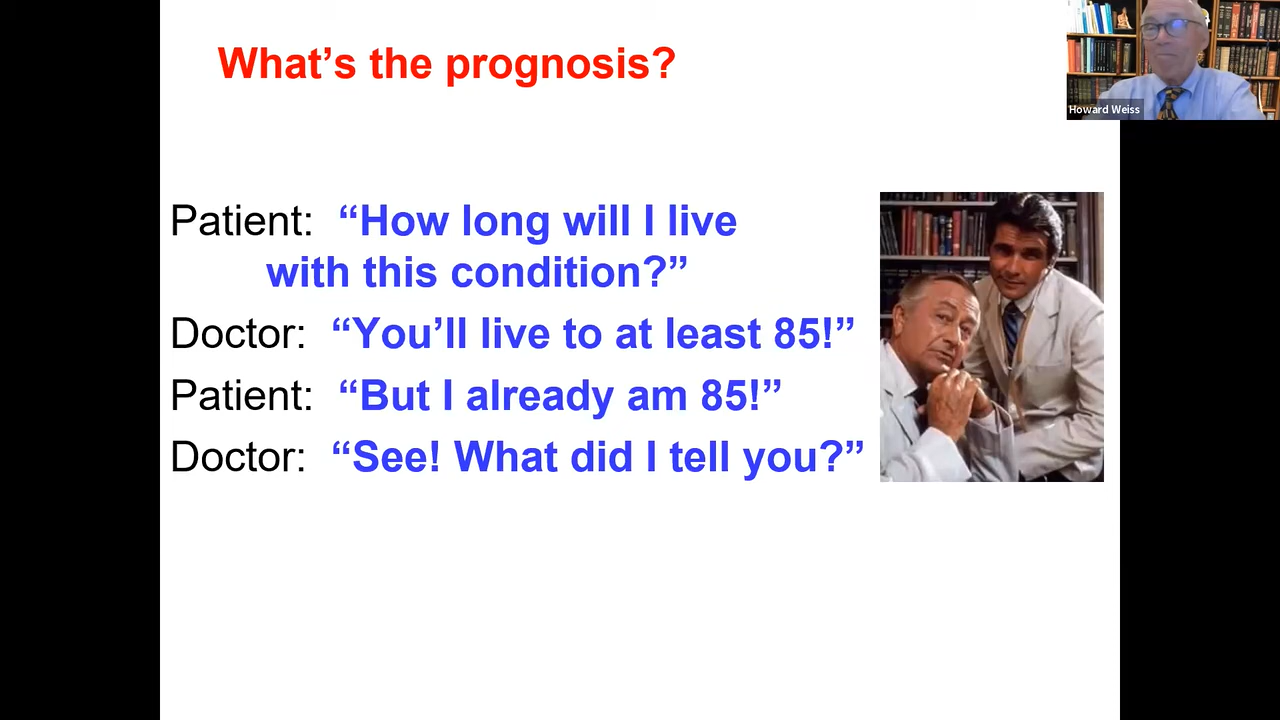 What’s the prognosis?
Howard Weiss
Patient: “How long will I live
with this condition?”
Doctor: “You’ll live to at least 85!”
Patient: “But I already am 85!”
Doctor: “See! What did I tell you?”